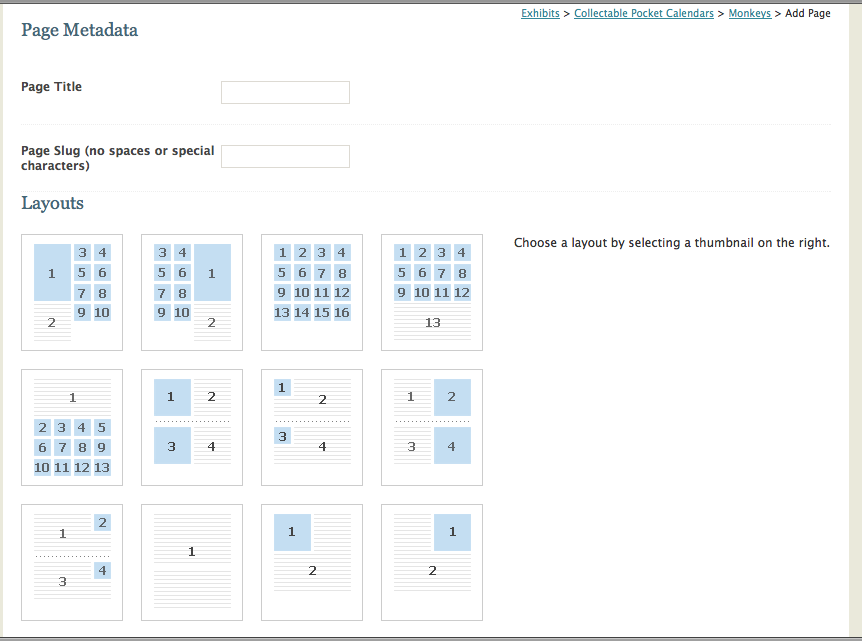 Exhibits > Collectable Pocket Calendars > Monkeys > Add Page
Page Metadata
Page Title
Page Slug (no spaces or special
characters)
Layouts
Choose a layout by selecting a thumbnail on the right.
1 3 4
5 6
7 8
2 9 10
3 4 1
5 6
7 8
9 10 2
1 2 3 4
5 6 7 8
9 10 11 12
13 14 15 16
1 2 3 4
5 6 7 8
9 10 11 12
13
1
2 3 4 5
6 7 8 9
10 11 12 13
1 2
3 4
1 2
3 4
1 2
3 4
1 2
3 4
1
1
2
1
2